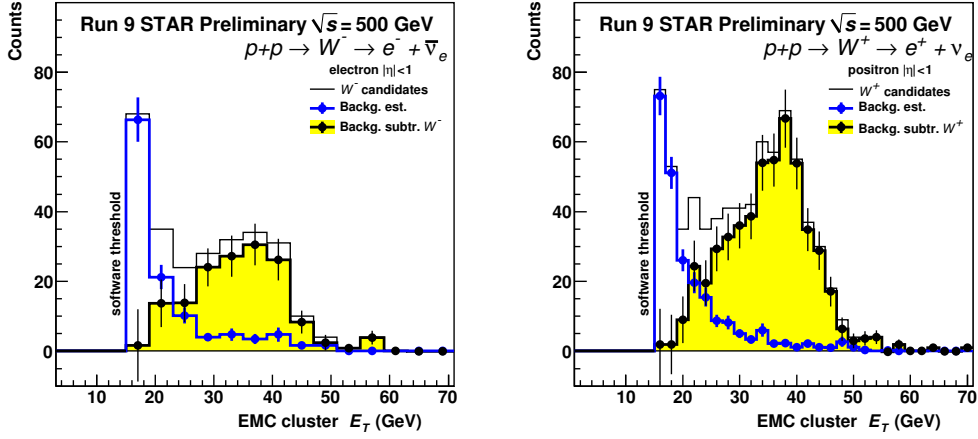 Run 9 STAR Preliminary √s = 500 GeV
p+p → W⁻ → e⁻ + ν̄ₑ
electron |η|<1
W⁻ candidates
Backg. est.
Backg. subtr. W⁻
software threshold
Counts
80
60
40
20
0
10 20 30 40 50 60 70
EMC cluster E_T (GeV)
Run 9 STAR Preliminary √s = 500 GeV
p+p → W⁺ → e⁺ + νₑ
positron |η|<1
W⁺ candidates
Backg. est.
Backg. subtr. W⁺
software threshold
Counts
80
60
40
20
0
10 20 30 40 50 60 70
EMC cluster E_T (GeV)